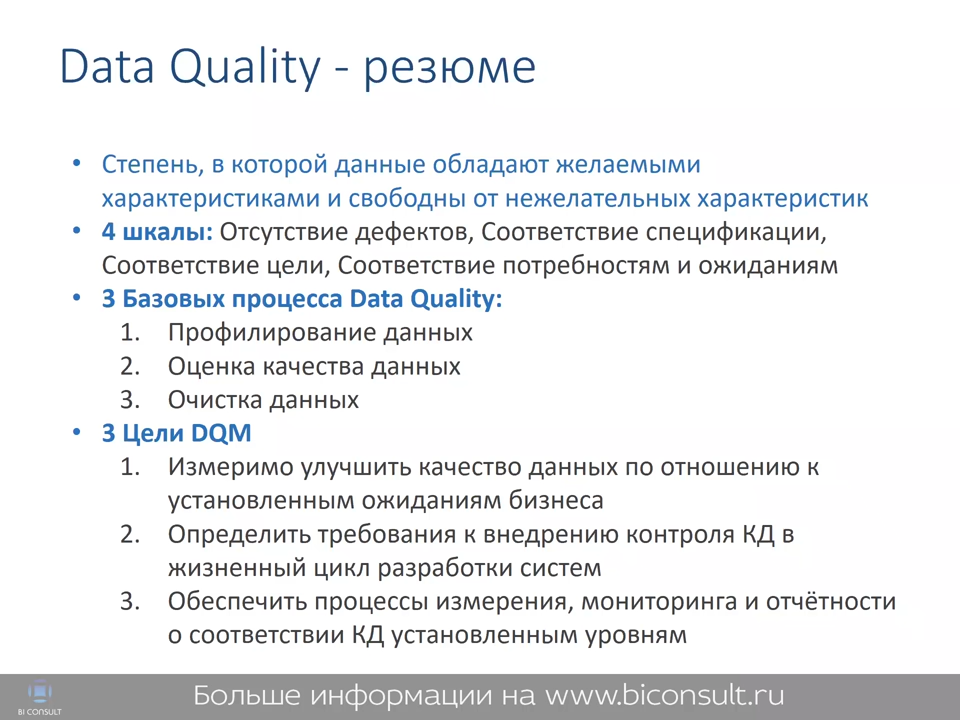 Data Quality - резюме
• Степень, в которой данные обладают желаемыми
характеристиками и свободны от нежелательных характеристик
• 4 шкалы: Отсутствие дефектов, Соответствие спецификации,
Соответствие цели, Соответствие потребностям и ожиданиям
• 3 Базовых процесса Data Quality:
1. Профилирование данных
2. Оценка качества данных
3. Очистка данных
• 3 Цели DQM
1. Измеримо улучшить качество данных по отношению к
установленным ожиданиям бизнеса
2. Определить требования к внедрению контроля КД в
жизненный цикл разработки систем
3. Обеспечить процессы измерения, мониторинга и отчётности
о соответствии КД установленным уровням
BI CONSULT
Больше информации на www.biconsult.ru